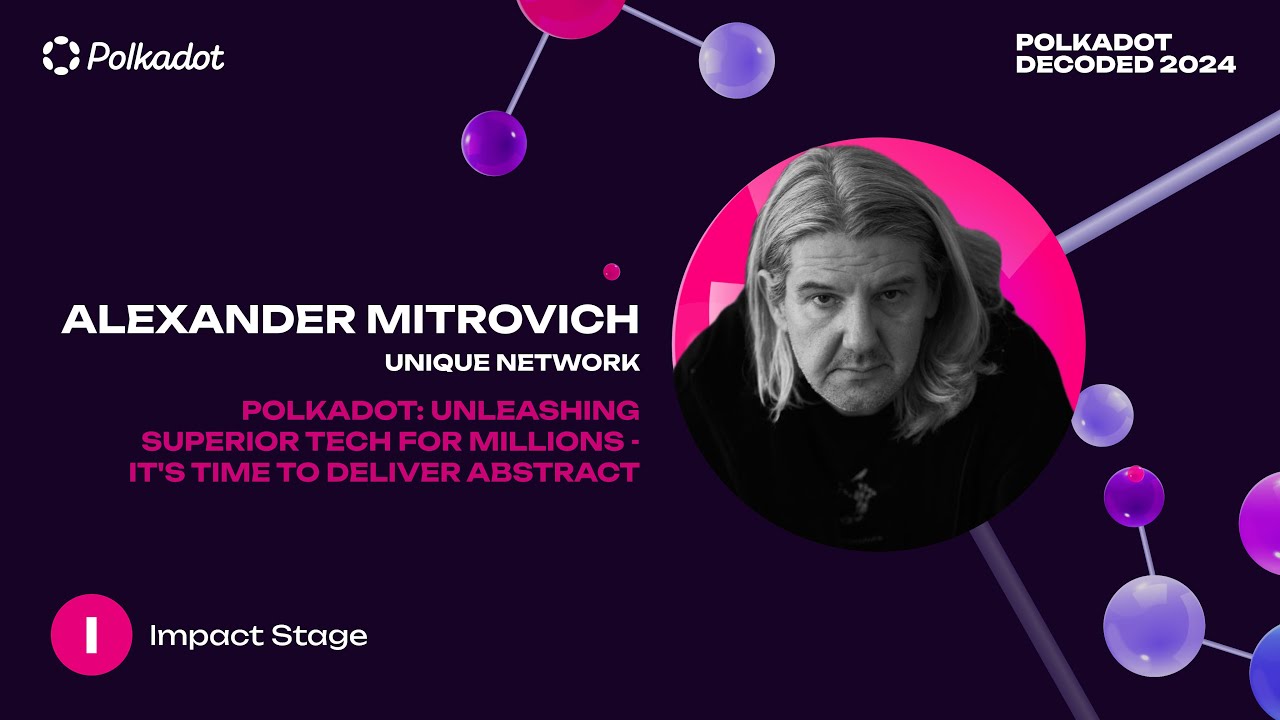 Polkadot
POLKADOT
DECODED 2024
ALEXANDER MITROVICH
UNIQUE NETWORK
POLKADOT: UNLEASHING
SUPERIOR TECH FOR MILLIONS -
IT'S TIME TO DELIVER ABSTRACT
I
Impact Stage